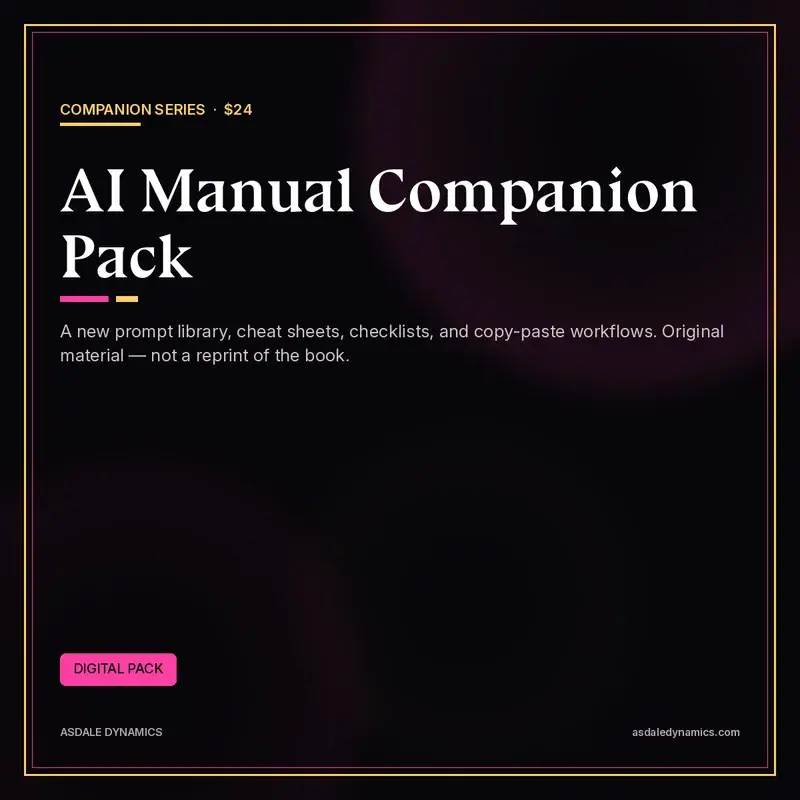 COMPANION SERIES · $24
AI Manual Companion
Pack
A new prompt library, cheat sheets, checklists, and copy-paste workflows. Original
material — not a reprint of the book.
DIGITAL PACK
ASDALE DYNAMICS
asdaledynamics.com